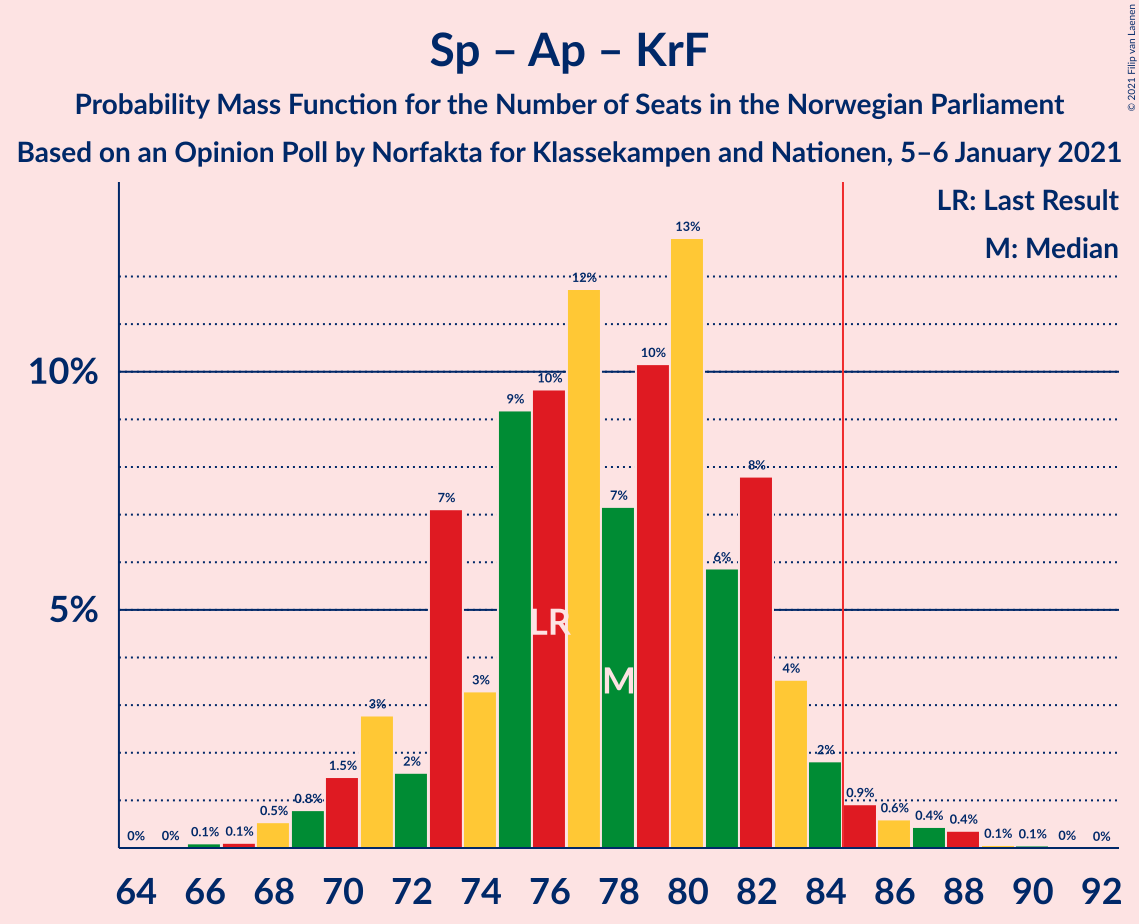 Sp – Ap – KrF
Probability Mass Function for the Number of Seats in the Norwegian Parliament
Based on an Opinion Poll by Norfakta for Klassekampen and Nationen, 5–6 January 2021
© 2021 Filip van Laenen
LR: Last Result
M: Median
10%
5%
0% 0% 0.1% 0.1% 0.5% 0.8% 1.5% 3% 2% 7% 3% 9% 10% 12% 7% 10% 13% 6% 8% 4% 2% 0.9% 0.6% 0.4% 0.4% 0.1% 0.1% 0% 0%
LR
M
64 66 68 70 72 74 76 78 80 82 84 86 88 90 92